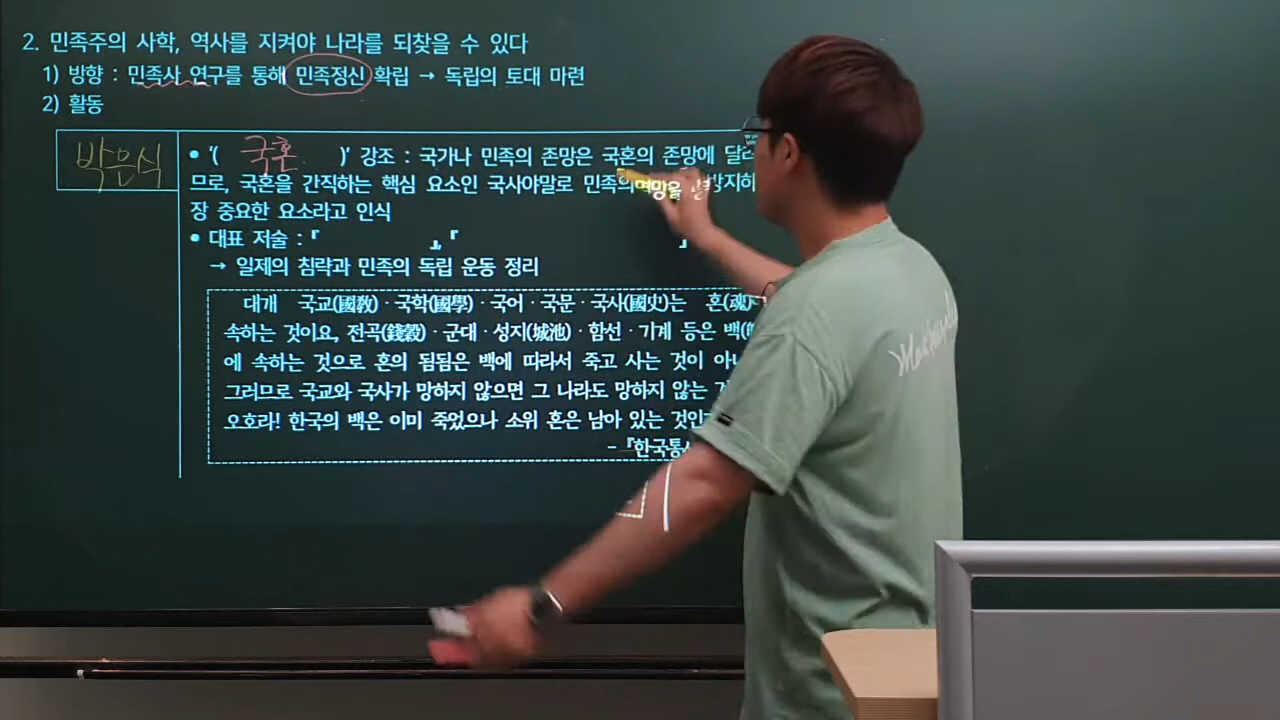 2. 민족주의 사학, 역사를 지켜야 나라를 되찾을 수 있다
1) 방향 : 민족사 연구를 통해 민족정신 확립 → 독립의 토대 마련
2) 활동
박은식
• '( 국혼 )' 강조 : 국가나 민족의 존망은 국혼의 존망에
므로, 국혼을 간직하는 핵심 요소인 국사야말로 민족의 멸망을
장 중요한 요소라고 인식
• 대표 저술 : 『 』, 『 』
→ 일제의 침략과 민족의 독립 운동 정리
대개 국교(國敎)·국학(國學)·국어·국문·국사(國史)는 혼(魂)
속하는 것이요, 전곡(錢穀)·군대·성지(城池)·함선·기계 등은
에 속하는 것으로 혼의 됨됨은 백에 따라서 죽고 사는 것이
그러므로 국교와 국사가 망하지 않으면 그 나라도 망하지 않는
오호라! 한국의 백은 이미 죽었으나 소위 혼은 남아 있는
- 『한국통사